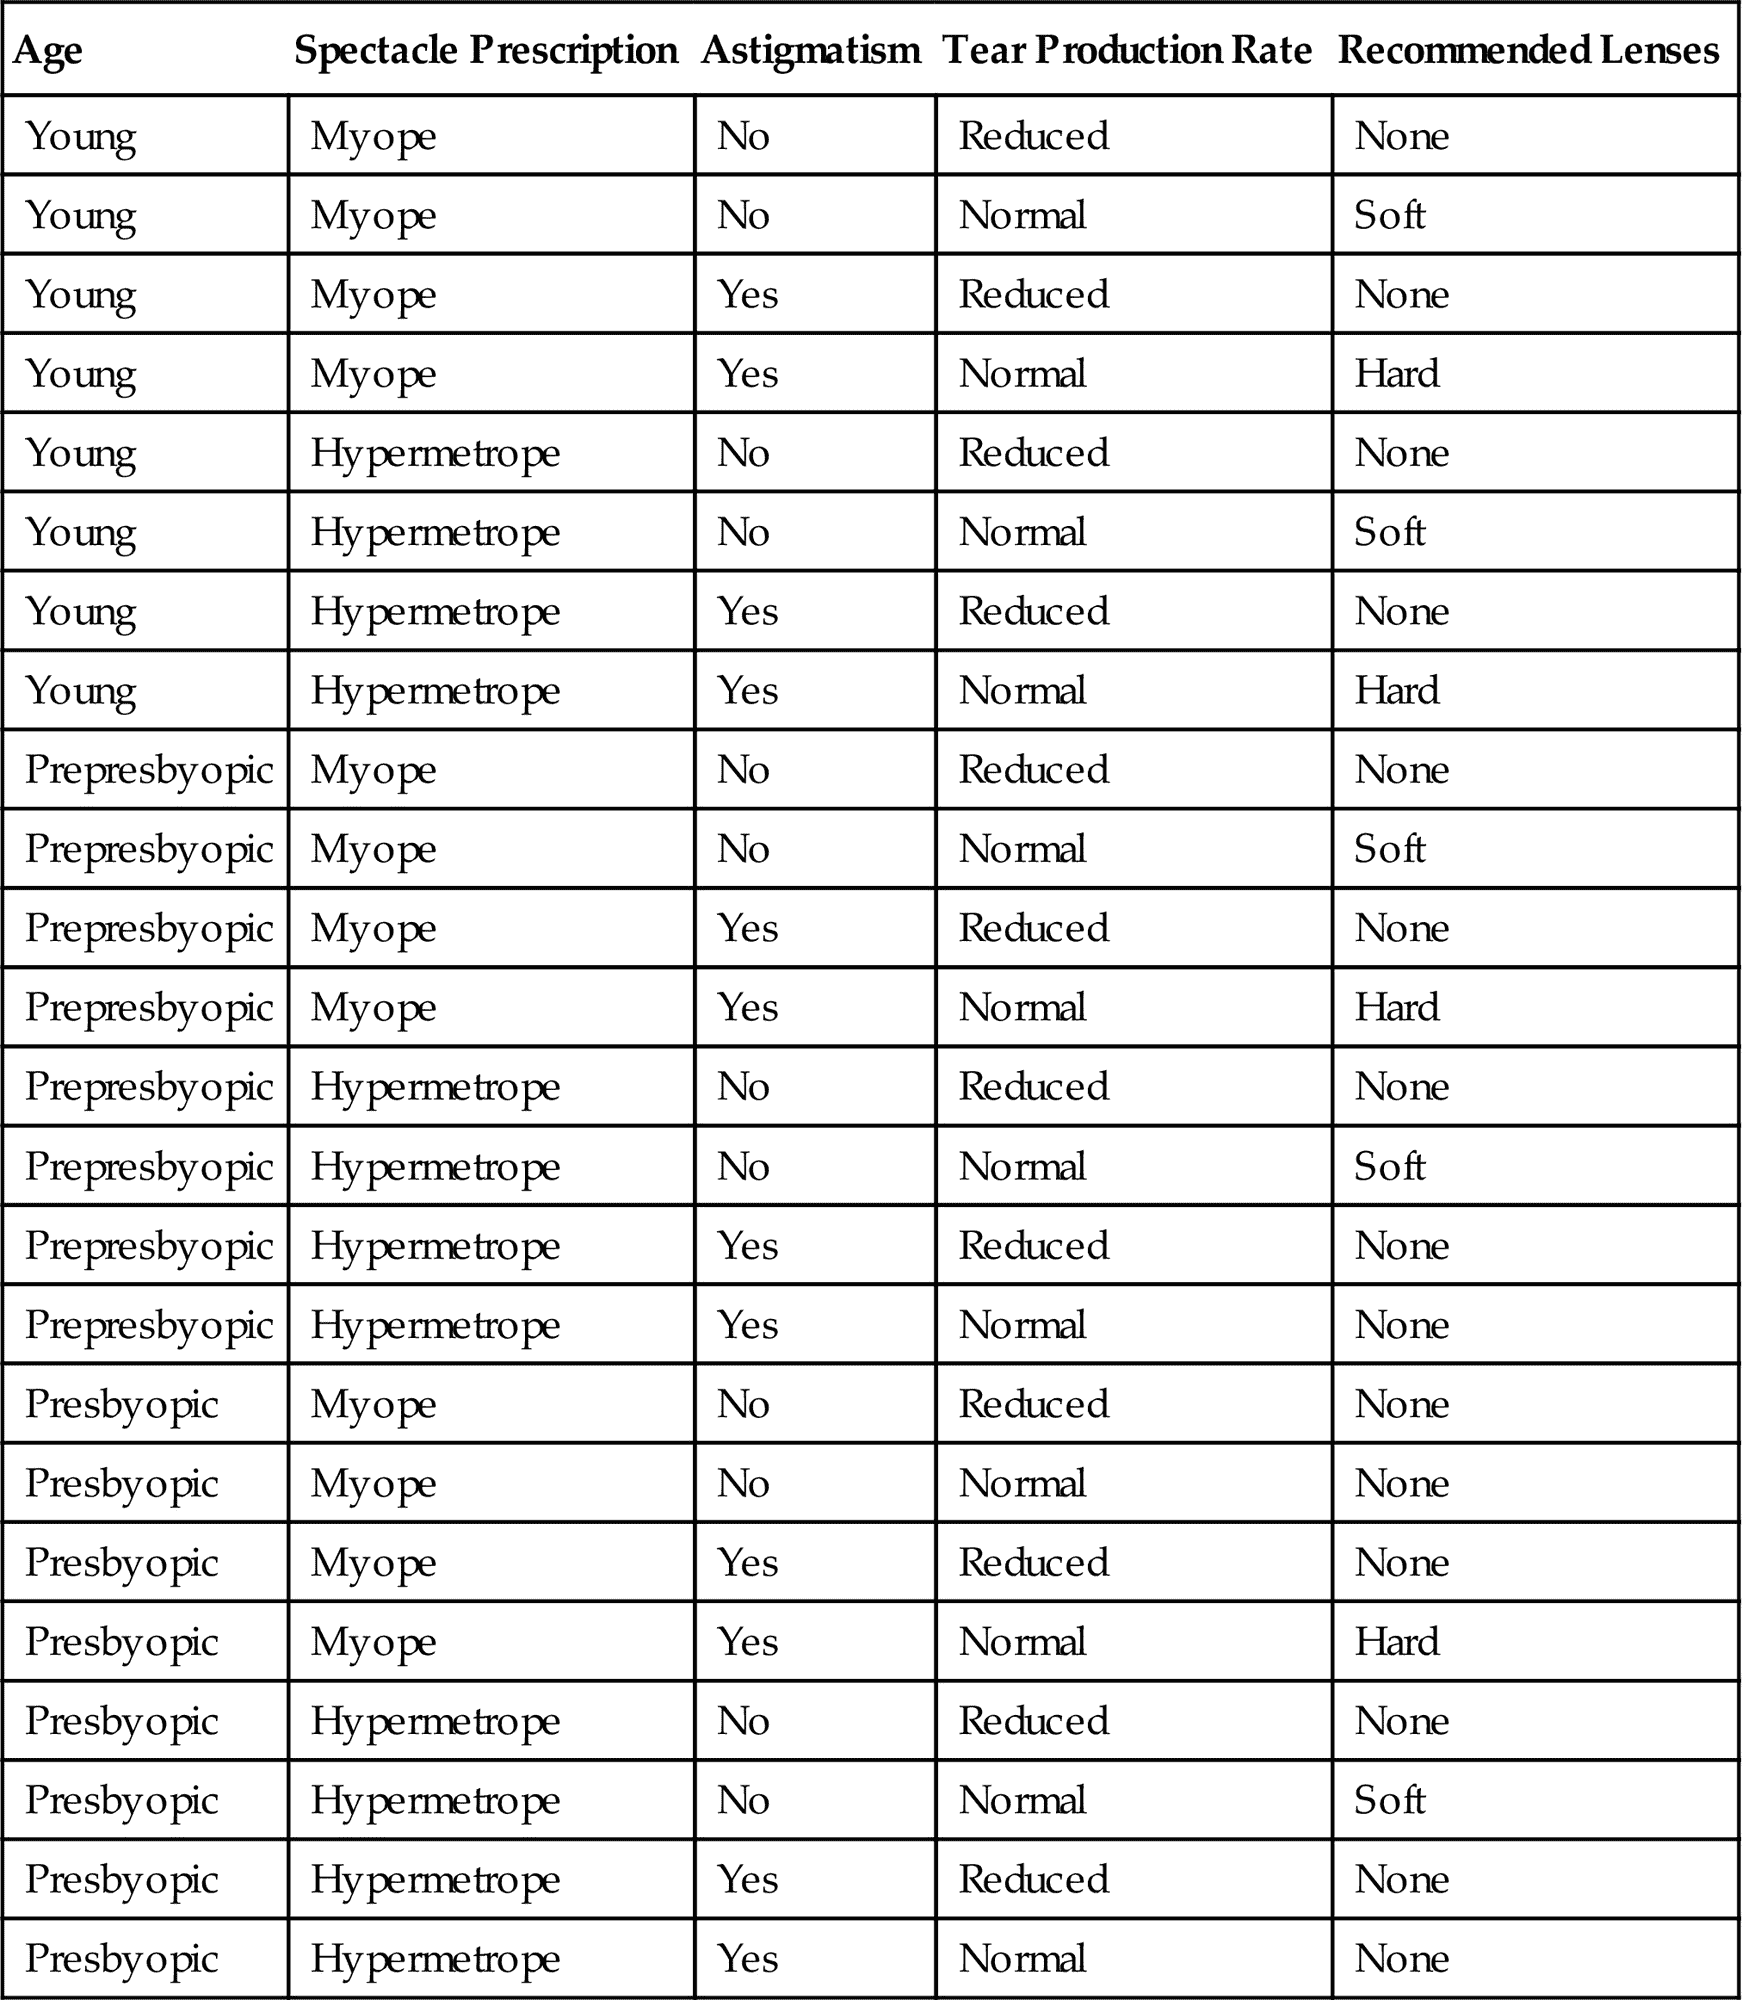 Age Spectacle Prescription Astigmatism Tear Production Rate Recommended Lenses
Young Myope No Reduced None
Young Myope No Normal Soft
Young Myope Yes Reduced None
Young Myope Yes Normal Hard
Young Hypermetrope No Reduced None
Young Hypermetrope No Normal Soft
Young Hypermetrope Yes Reduced None
Young Hypermetrope Yes Normal Hard
Prepresbyopic Myope No Reduced None
Prepresbyopic Myope No Normal Soft
Prepresbyopic Myope Yes Reduced None
Prepresbyopic Myope Yes Normal Hard
Prepresbyopic Hypermetrope No Reduced None
Prepresbyopic Hypermetrope No Normal Soft
Prepresbyopic Hypermetrope Yes Reduced None
Prepresbyopic Hypermetrope Yes Normal None
Presbyopic Myope No Reduced None
Presbyopic Myope No Normal None
Presbyopic Myope Yes Reduced None
Presbyopic Myope Yes Normal Hard
Presbyopic Hypermetrope No Reduced None
Presbyopic Hypermetrope No Normal Soft
Presbyopic Hypermetrope Yes Reduced None
Presbyopic Hypermetrope Yes Normal None